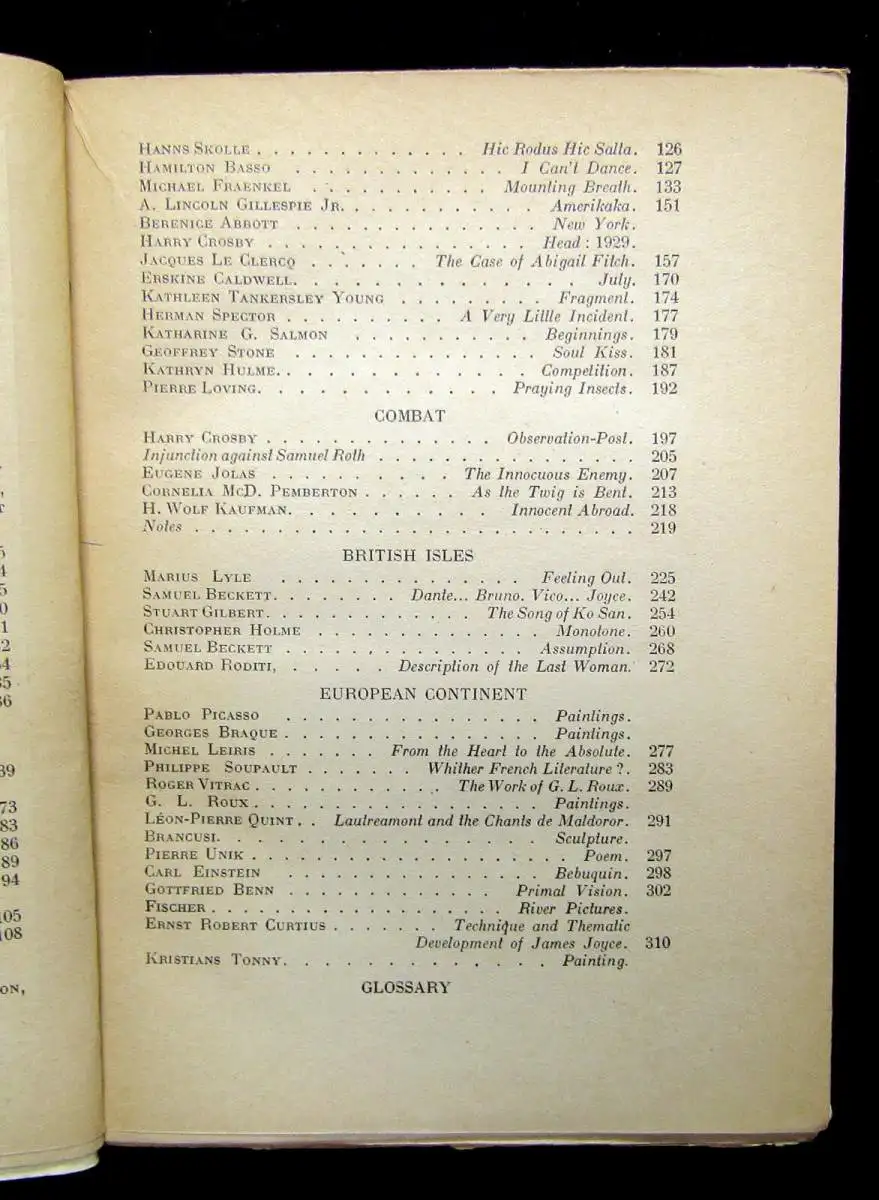 HANNS SKOLLE . . . . . . . . . . . . . Hic Rodus Hic Salta. 126
HAMILTON BASSO . . . . . . . . . . . . . I Can't Dance. 127
MICHAEL FRAENKEL . . . . . . . . . . . Mounting Breath. 133
A. LINCOLN GILLESPIE JR. . . . . . . . . . . . Amerikaka. 151
BERENICE ABBOTT . . . . . . . . . . . . . . . New York.
HARRY CROSBY . . . . . . . . . . . . . . . . Head : 1929.
JACQUES LE CLERCQ . . . . . . . The Case of Abigail Fitch. 157
ERSKINE CALDWELL. . . . . . . . . . . . . . . . July. 170
KATHLEEN TANKERSLEY YOUNG . . . . . . . . . Fragment. 174
HERMAN SPECTOR . . . . . . . . . . A Very Little Incident. 177
KATHARINE G. SALMON . . . . . . . . . . . Beginnings. 179
GEOFFREY STONE . . . . . . . . . . . . . . . Soul Kiss. 181
KATHRYN HULME. . . . . . . . . . . . . . . . Competition. 187
PIERRE LOVING. . . . . . . . . . . . . Praying Insects. 192
COMBAT
HARRY CROSBY . . . . . . . . . . . . . . Observation-Post. 197
Injunction against Samuel Roth . . . . . . . . . . . . . . . . 205
EUGENE JOLAS . . . . . . . . . . The Innocuous Enemy. 207
CORNELIA MCD. PEMBERTON . . . . . . As the Twig is Bent. 213
H. WOLF KAUFMAN. . . . . . . . . . . Innocent Abroad. 218
Notes . . . . . . . . . . . . . . . . . . . . . . . . . . . 219
BRITISH ISLES
MARIUS LYLE . . . . . . . . . . . . . . . Feeling Out. 225
SAMUEL BECKETT. . . . . . . . Dante... Bruno. Vico... Joyce. 242
STUART GILBERT. . . . . . . . . . . . . The Song of Ko San. 254
CHRISTOPHER HOLME . . . . . . . . . . . . . . Monotone. 260
SAMUEL BECKETT . . . . . . . . . . . . . . . Assumption. 268
EDOUARD RODITI, . . . . . Description of the Last Woman. 272
EUROPEAN CONTINENT
PABLO PICASSO . . . . . . . . . . . . . . . . Paintings.
GEORGES BRAQUE . . . . . . . . . . . . . . . . Paintings.
MICHEL LEIRIS . . . . . . . From the Heart to the Absolute. 277
PHILIPPE SOUPAULT . . . . . . . Whither French Literature ?. 283
ROGER VITRAC . . . . . . . . . . . . The Work of G. L. Roux. 289
G. L. ROUX . . . . . . . . . . . . . . . . . . Paintings.
LÉON-PIERRE QUINT . . Lautreamont and the Chants de Maldoror. 291
BRANCUSI. . . . . . . . . . . . . . . . . . . Sculpture.
PIERRE UNIK . . . . . . . . . . . . . . . . . . . . Poem. 297
CARL EINSTEIN . . . . . . . . . . . . . . . . Bebuquin. 298
GOTTFRIED BENN . . . . . . . . . . . . . Primal Vision. 302
FISCHER . . . . . . . . . . . . . . . . . . River Pictures.
ERNST ROBERT CURTIUS . . . . . . . Technique and Thematic
Development of James Joyce. 310
KRISTIANS TONNY. . . . . . . . . . . . . . . Painting.
GLOSSARY